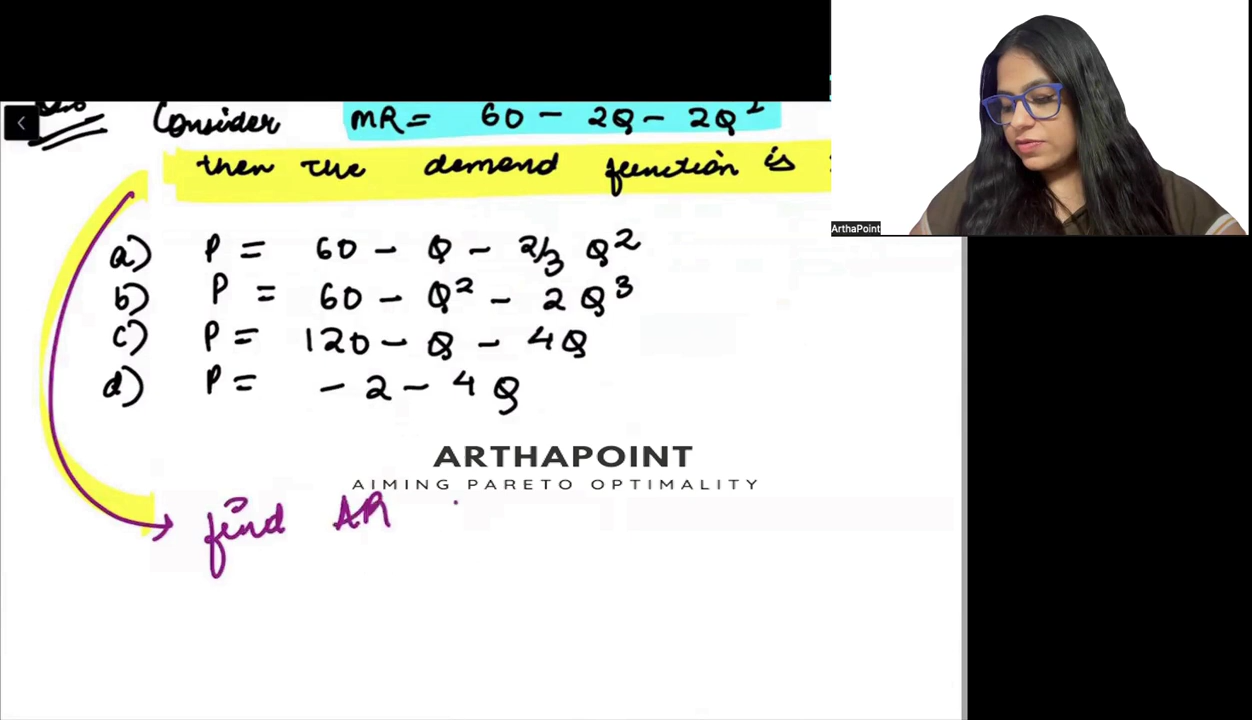 Consider MR = 60 - 2Q - 2Q²
then the demand function is
a) P = 60 - Q - 2/3 Q²
b) P = 60 - Q² - 2Q³
c) P = 120 - Q - 4Q
d) P = - 2 - 4Q
ARTHAPOINT
AIMING PARETO OPTIMALITY
find AR
ArthaPoint